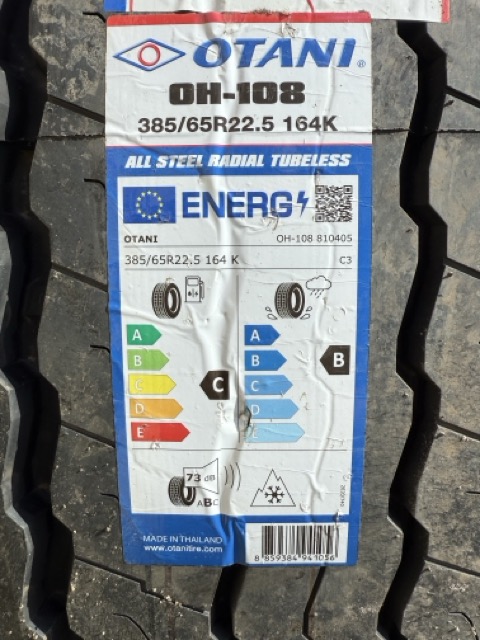 OTANI®
OH-108
385/65R22.5 164K
ALL STEEL RADIAL TUBELESS
ENERG
OTANI OH-108 810405
385/65R22.5 164 K C3
A A
B B B
C C C
D D
E E
73 dB
ABC
MADE IN THAILAND
www.otanitire.com
8 859384 941056